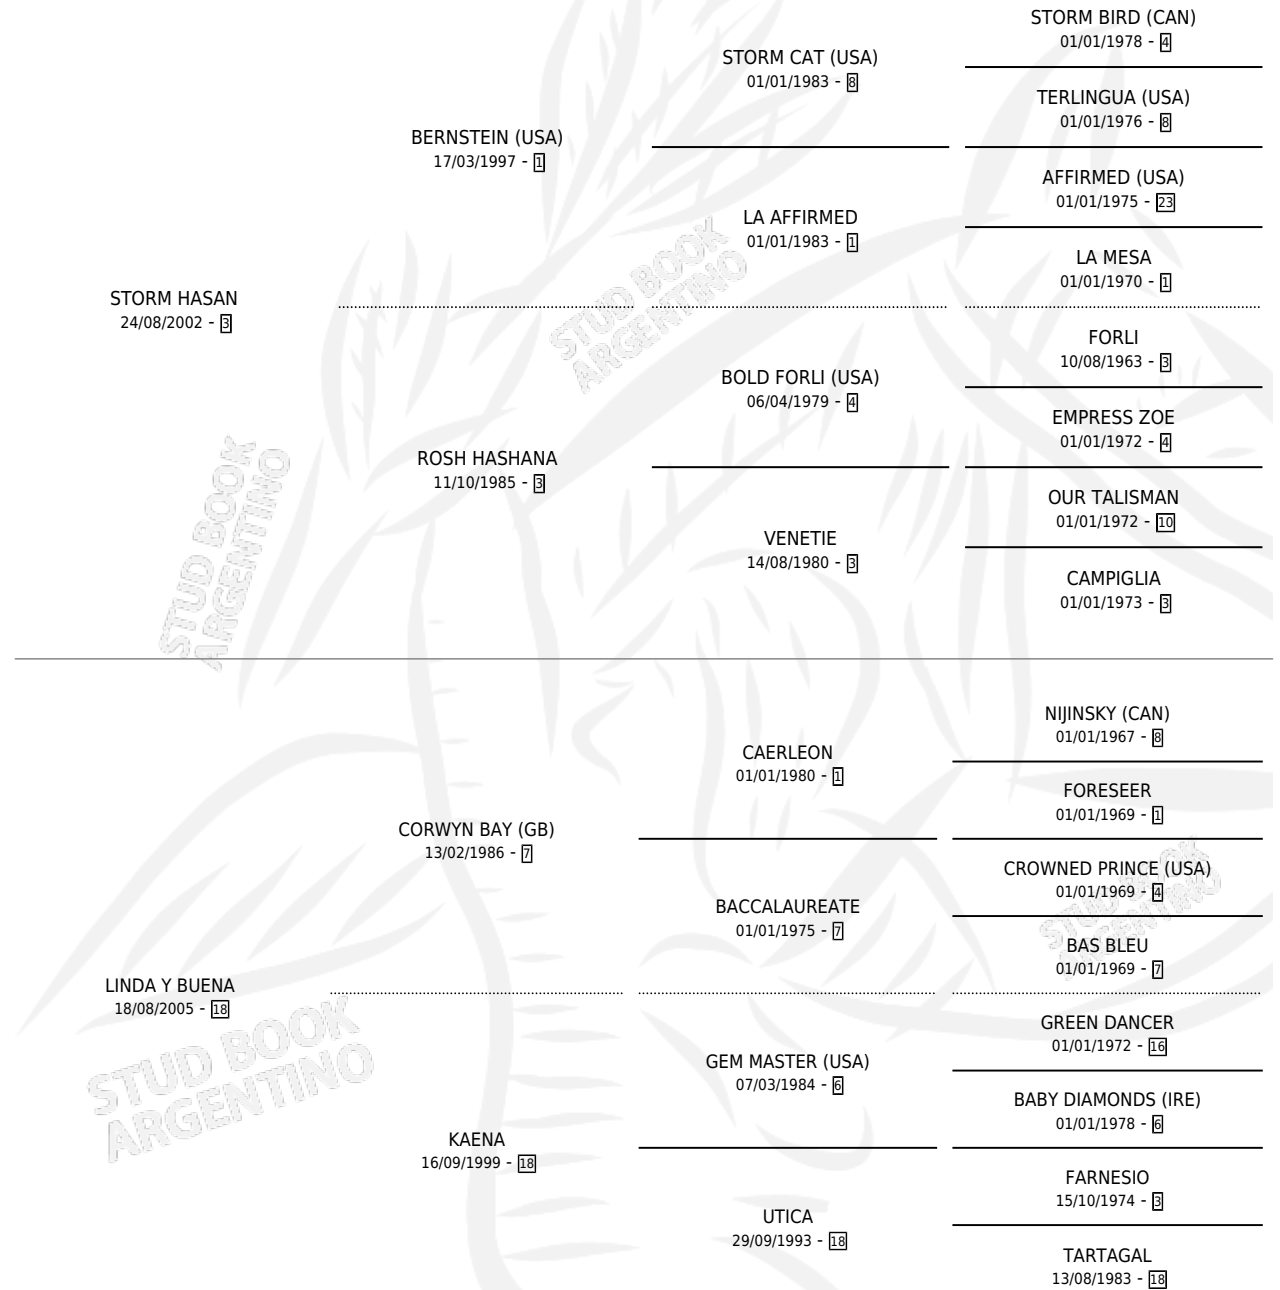 STORM BIRD (CAN)
01/01/1978 - 4
STORM CAT (USA)
01/01/1983 - 8
TERLINGUA (USA)
01/01/1976 - 8
BERNSTEIN (USA)
17/03/1997 - 1
AFFIRMED (USA)
01/01/1975 - 23
LA AFFIRMED
01/01/1983 - 1
LA MESA
01/01/1970 - 1
STORM HASAN
24/08/2002 - 3
FORLI
10/08/1963 - 3
BOLD FORLI (USA)
06/04/1979 - 4
EMPRESS ZOE
01/01/1972 - 4
ROSH HASHANA
11/10/1985 - 3
OUR TALISMAN
01/01/1972 - 10
VENETIE
14/08/1980 - 3
CAMPIGLIA
01/01/1973 - 3
NIJINSKY (CAN)
01/01/1967 - 8
CAERLEON
01/01/1980 - 1
FORESEER
01/01/1969 - 1
CORWYN BAY (GB)
13/02/1986 - 7
CROWNED PRINCE (USA)
01/01/1969 - 4
BACCALAUREATE
01/01/1975 - 7
BAS BLEU
01/01/1969 - 7
LINDA Y BUENA
18/08/2005 - 18
GREEN DANCER
01/01/1972 - 16
GEM MASTER (USA)
07/03/1984 - 6
BABY DIAMONDS (IRE)
01/01/1978 - 6
KAENA
16/09/1999 - 18
FARNESIO
15/10/1974 - 3
UTICA
29/09/1993 - 18
TARTAGAL
13/08/1983 - 18
STUD BOOK
ARGENTINO
STUD BOOK
ARGENTINO
STUD BOOK
ARGENTINO
STUD BOOK
ARGENTINO